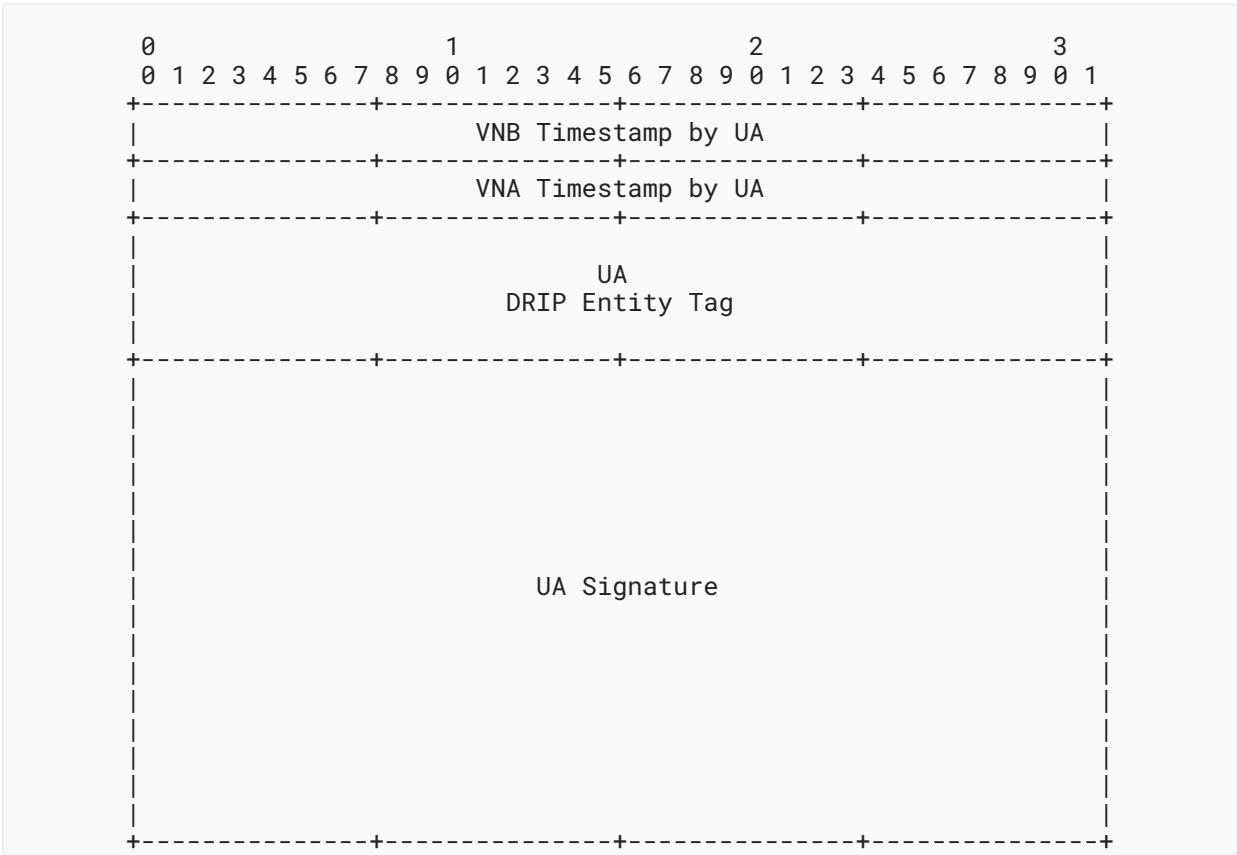 0                   1                   2                   3
0 1 2 3 4 5 6 7 8 9 0 1 2 3 4 5 6 7 8 9 0 1 2 3 4 5 6 7 8 9 0 1
VNB Timestamp by UA
VNA Timestamp by UA
UA
DRIP Entity Tag
UA Signature